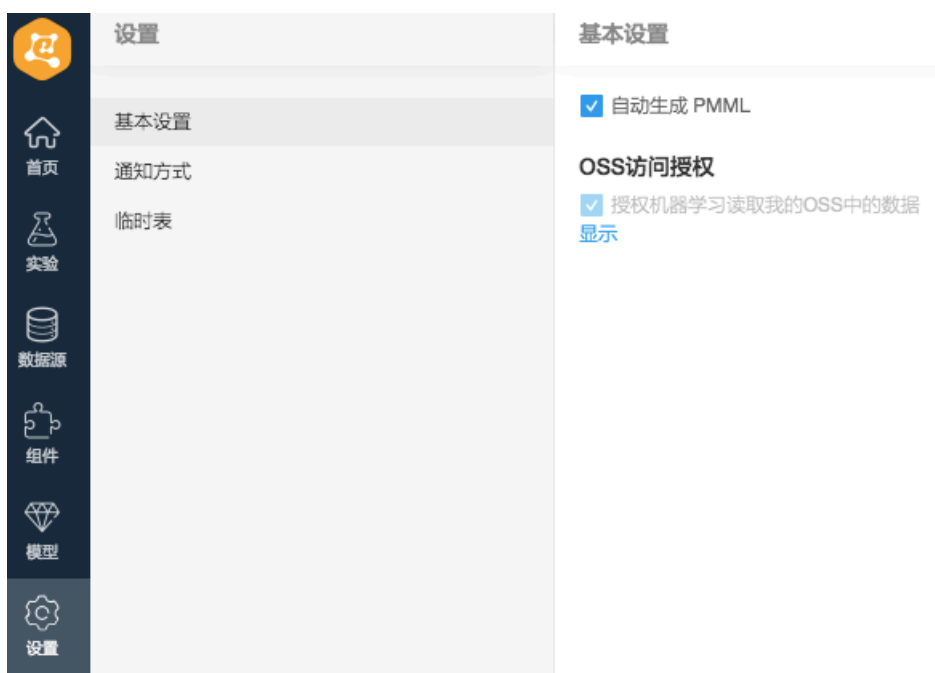 首页
实验
数据源
组件
模型
设置
设置
基本设置
通知方式
临时表
基本设置
自动生成 PMML
OSS访问授权
授权机器学习读取我的OSS中的数据
显示